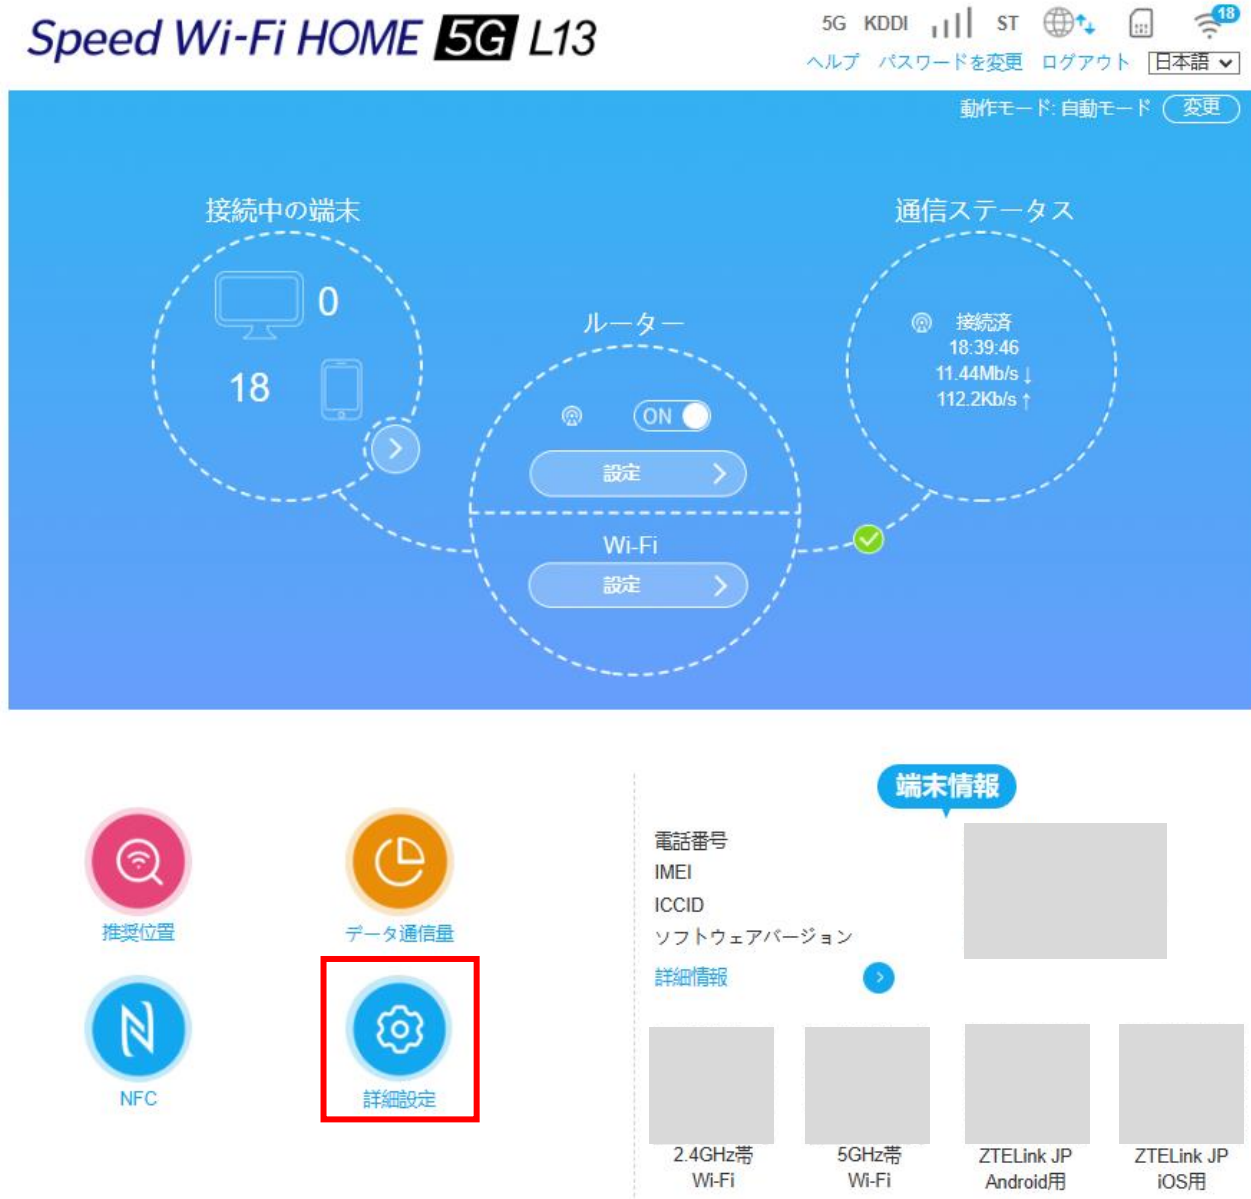 Speed Wi-Fi HOME 5G L13
5G KDDI ST 18
ヘルプ パスワードを変更 ログアウト 日本語
動作モード: 自動モード 変更
接続中の端末
0
18
ルーター
ON
設定
Wi-Fi
設定
通信ステータス
接続済
18:39:46
11.44Mb/s ↓
112.2Kb/s ↑
推奨位置
データ通信量
NFC
詳細設定
端末情報
電話番号
IMEI
ICCID
ソフトウェアバージョン
詳細情報
2.4GHz帯
Wi-Fi
5GHz帯
Wi-Fi
ZTELink JP
Android用
ZTELink JP
iOS用